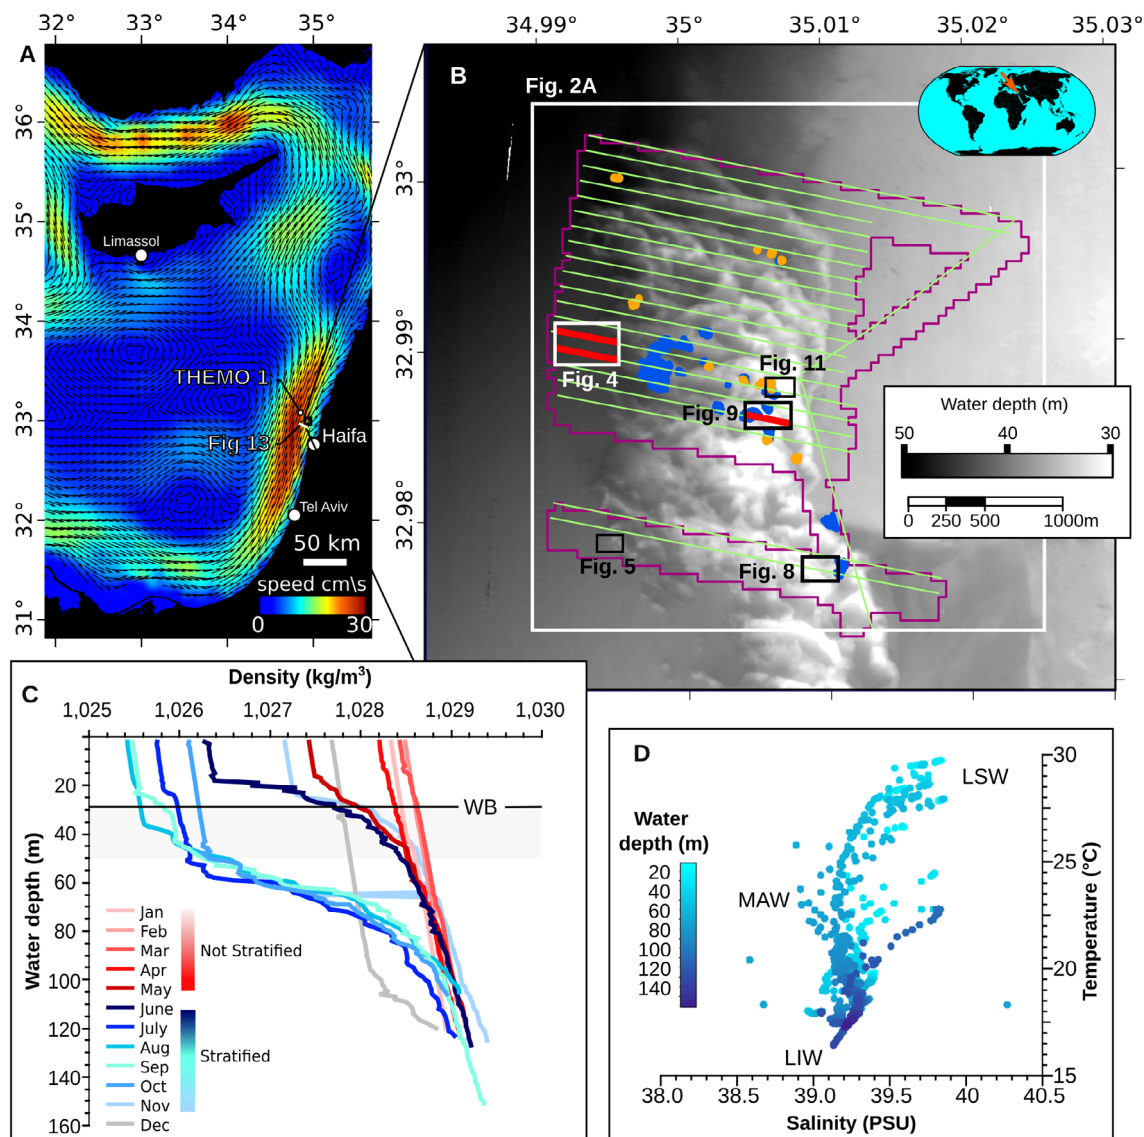 32° 33° 34° 35°
34.99° 35° 35.01° 35.02° 35.03°
A
B
Fig. 2A
36°
35°
34°
33°
32°
31°
33°
32.99°
32.98°
Limassol
THEMO 1
Fig 13
Haifa
Tel Aviv
50 km
speed cm\s
0 30
Fig. 4
Fig. 11
Fig. 9
Fig. 5
Fig. 8
Water depth (m)
50 40 30
0 250 500 1000m
C
Density (kg/m³)
1,025 1,026 1,027 1,028 1,029 1,030
WB
Water depth (m)
20
40
60
80
100
120
140
160
Jan
Feb
Mar
Apr
May
June
July
Aug
Sep
Oct
Nov
Dec
Not Stratified
Stratified
D
LSW
MAW
LIW
Water
depth (m)
20
40
60
80
100
120
140
30
25
20
15
Temperature (°C)
38.0 38.5 39.0 39.5 40 40.5
Salinity (PSU)